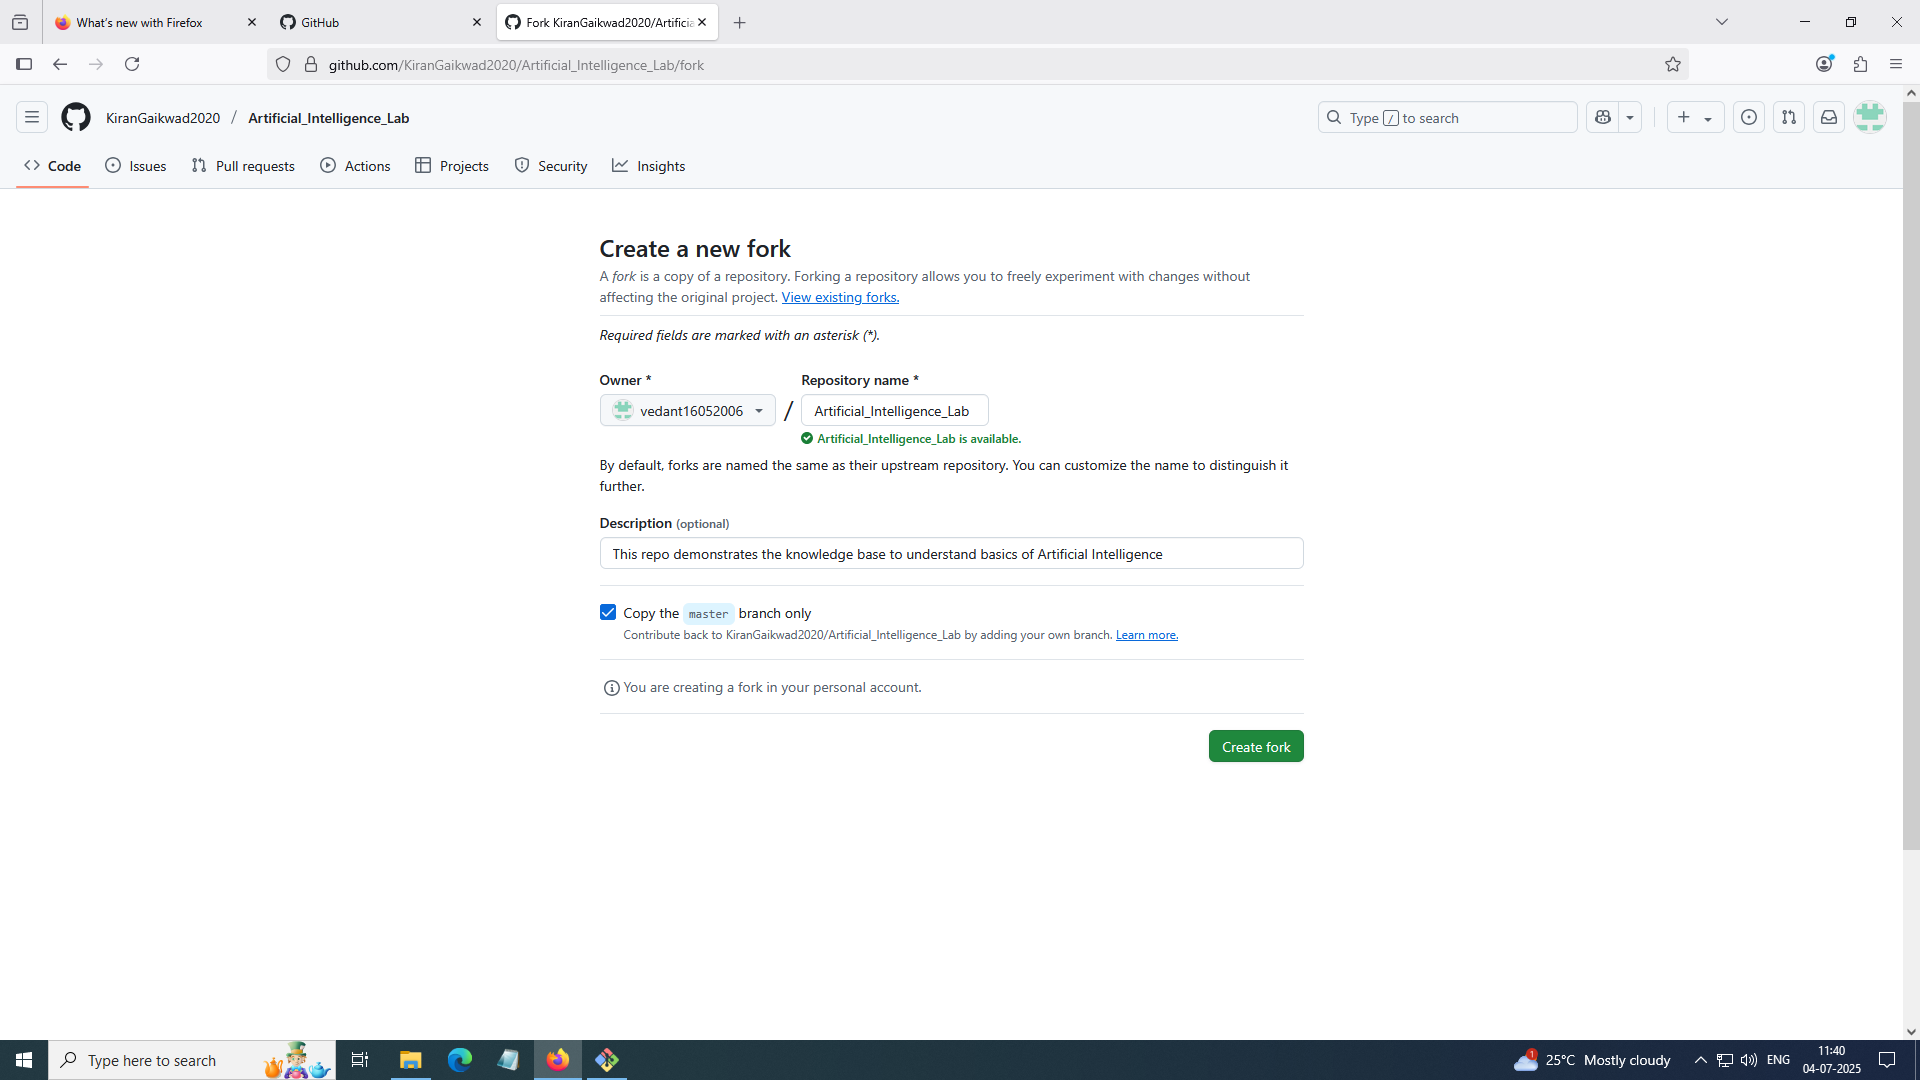 What's new with Firefox
GitHub
Fork KiranGaikwad2020/Artificia
github.com/KiranGaikwad2020/Artificial_Intelligence_Lab/fork
KiranGaikwad2020 / Artificial_Intelligence_Lab
Type / to search
Code
Issues
Pull requests
Actions
Projects
Security
Insights
Create a new fork
A fork is a copy of a repository. Forking a repository allows you to freely experiment with changes without
affecting the original project. View existing forks.
Required fields are marked with an asterisk (*).
Owner *
Repository name *
vedant16052006
/
Artificial_Intelligence_Lab
Artificial_Intelligence_Lab is available.
By default, forks are named the same as their upstream repository. You can customize the name to distinguish it
further.
Description (optional)
This repo demonstrates the knowledge base to understand basics of Artificial Intelligence
Copy the master branch only
Contribute back to KiranGaikwad2020/Artificial_Intelligence_Lab by adding your own branch. Learn more.
You are creating a fork in your personal account.
Create fork
Type here to search
1
25°C Mostly cloudy
ENG
11:40
04-07-2025